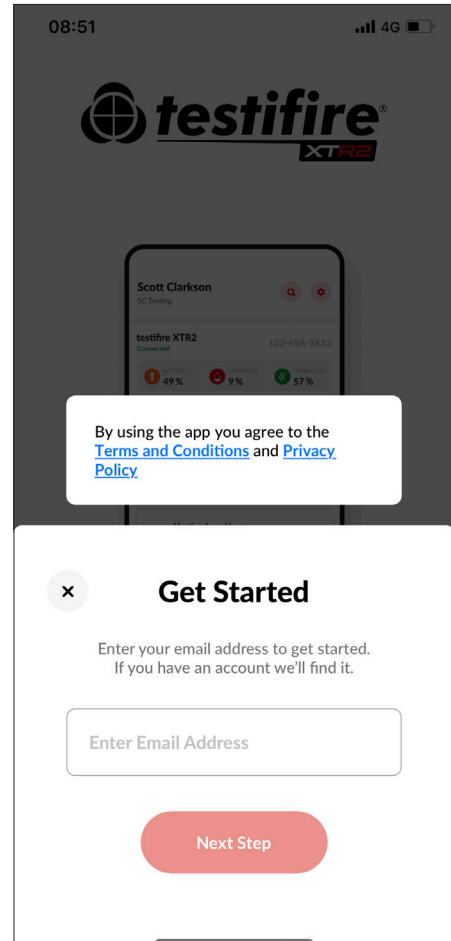 08:51
4G
testifire®
XTR2
Scott Clarkson
SC Testing
testifire XTR2
123-45A-1K12
Connected
49%
9%
57%
By using the app you agree to the
Terms and Conditions and Privacy
Policy
Get Started
Enter your email address to get started.
If you have an account we’ll find it.
Enter Email Address
Next Step